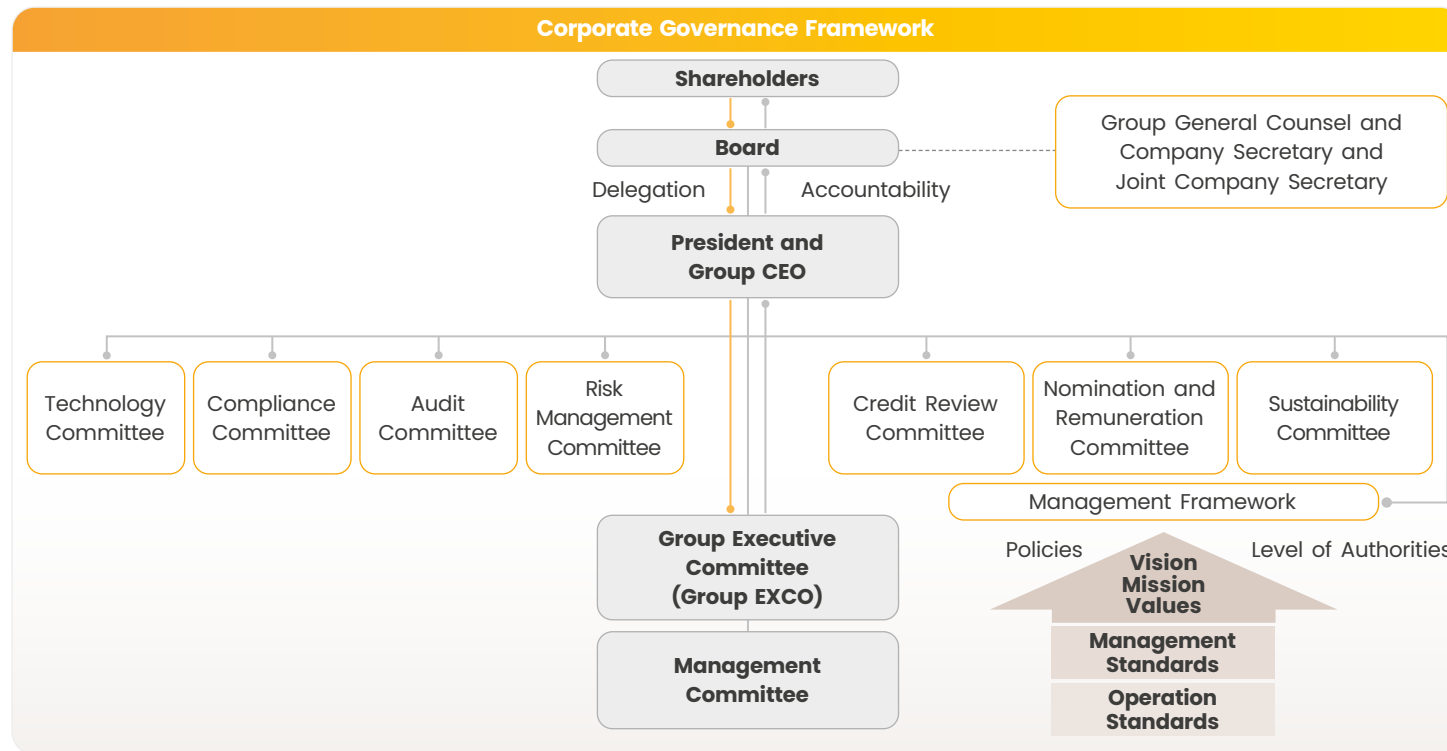 Corporate Governance Framework
Shareholders
Board
Group General Counsel and
Company Secretary and
Joint Company Secretary
Delegation
Accountability
President and
Group CEO
Technology
Committee
Compliance
Committee
Audit
Committee
Risk
Management
Committee
Credit Review
Committee
Nomination and
Remuneration
Committee
Sustainability
Committee
Management Framework
Policies
Level of Authorities
Vision
Mission
Values
Management
Standards
Operation
Standards
Group Executive
Committee
(Group EXCO)
Management
Committee